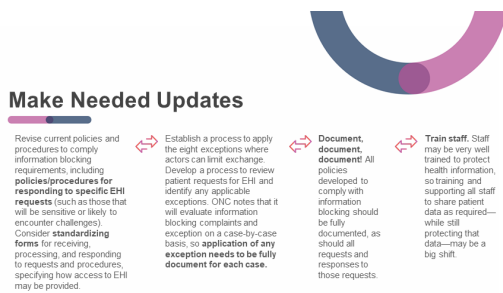 Make Needed Updates
Revise current policies and
procedures to comply
information blocking
requirements, including
policies/procedures for
responding to specific EHI
requests (such as those that
will be sensitive or likely to
encounter challenges).
Consider standardizing
forms for receiving,
processing, and responding
to requests and procedures,
specifying how access to EHI
may be provided.
Establish a process to apply
the eight exceptions where
actors can limit exchange.
Develop a process to review
patient requests for EHI and
identify any applicable
exceptions. ONC notes that it
will evaluate information
blocking complaints and
exception on a case-by-case
basis, so application of any
exception needs to be fully
document for each case.
Document,
document,
document! All
policies
developed to
comply with
information
blocking should
be fully
documented, as
should all
requests and
responses to
those requests.
Train staff. Staff
may be very well
trained to protect
health information,
so training and
supporting all staff
to share patient
data as required—
while still
protecting that
data—may be a
big shift.